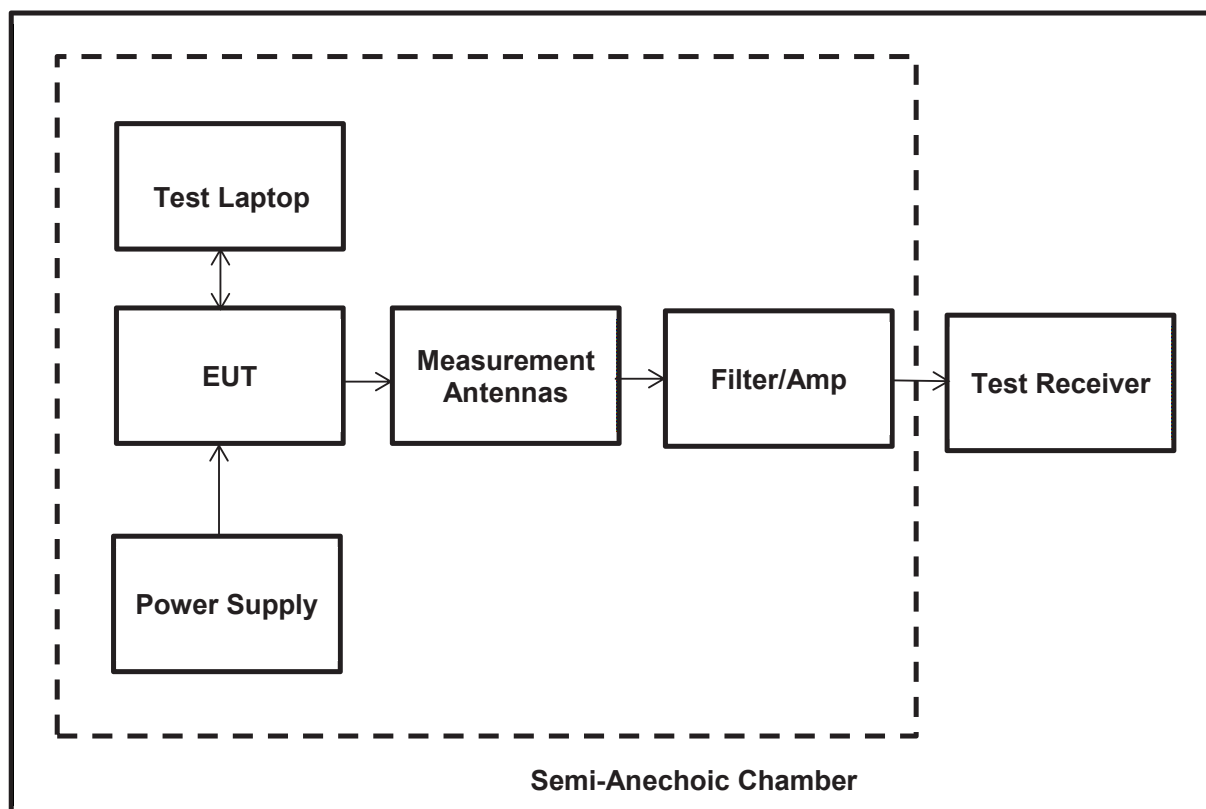 Test Laptop
EUT
Measurement
Antennas
Filter/Amp
Test Receiver
Power Supply
Semi-Anechoic Chamber